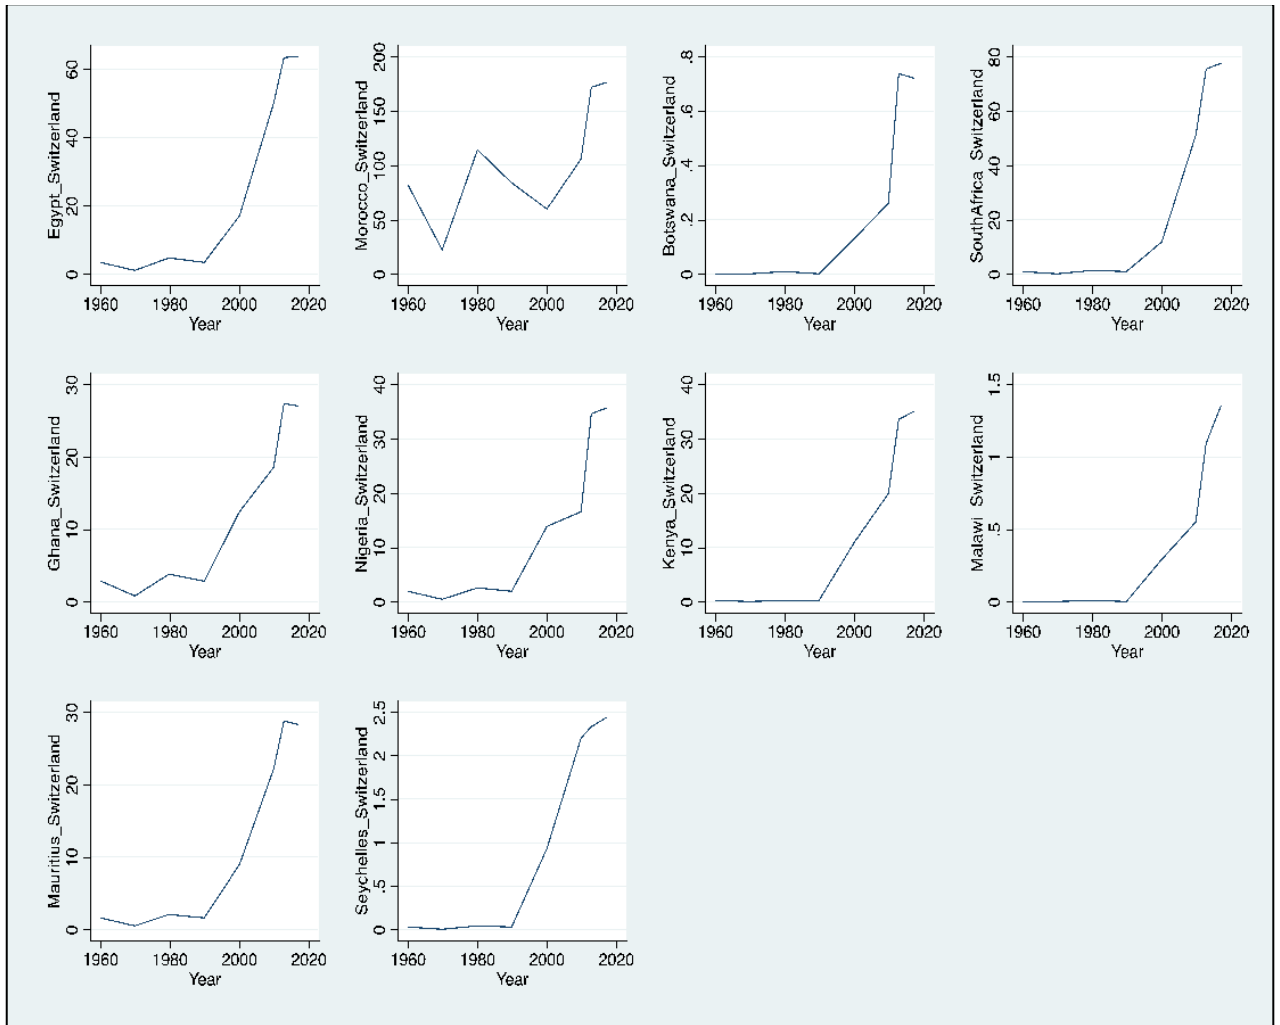 Egypt_Switzerland
0 20 40 60
1960 1980 2000 2020
Year
Morocco_Switzerland
0 50 100 150 200
1960 1980 2000 2020
Year
Botswana_Switzerland
0 .2 .4 .6 .8
1960 1980 2000 2020
Year
SouthAfrica_Switzerland
0 20 40 60 80
1960 1980 2000 2020
Year
Ghana_Switzerland
0 10 20 30
1960 1980 2000 2020
Year
Nigeria_Switzerland
0 10 20 30 40
1960 1980 2000 2020
Year
Kenya_Switzerland
0 10 20 30 40
1960 1980 2000 2020
Year
Malawi_Switzerland
0 .5 1 1.5
1960 1980 2000 2020
Year
Mauritius_Switzerland
0 10 20 30
1960 1980 2000 2020
Year
Seychelles_Switzerland
0 .5 1 1.5 2 2.5
1960 1980 2000 2020
Year